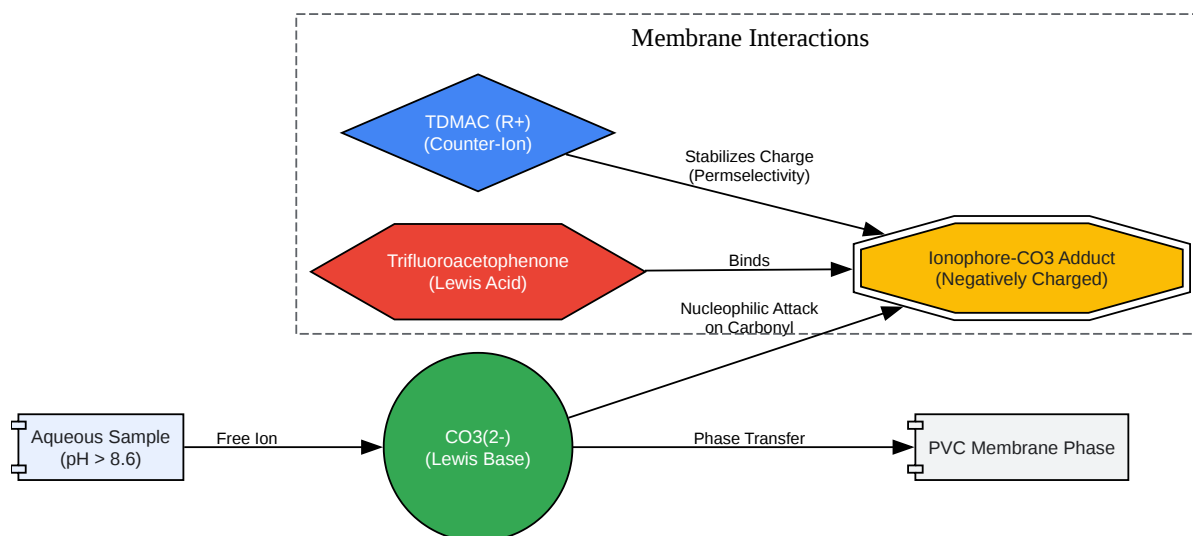 Membrane Interactions
TDMAC (R+)
(Counter-Ion)
Stabilizes Charge
(Permselectivity)
Trifluoroacetophenone
(Lewis Acid)
Binds
Ionophore-CO3 Adduct
(Negatively Charged)
Nucleophilic Attack
on Carbonyl
Aqueous Sample
(pH > 8.6)
Free Ion
CO3(2-)
(Lewis Base)
Phase Transfer
PVC Membrane Phase